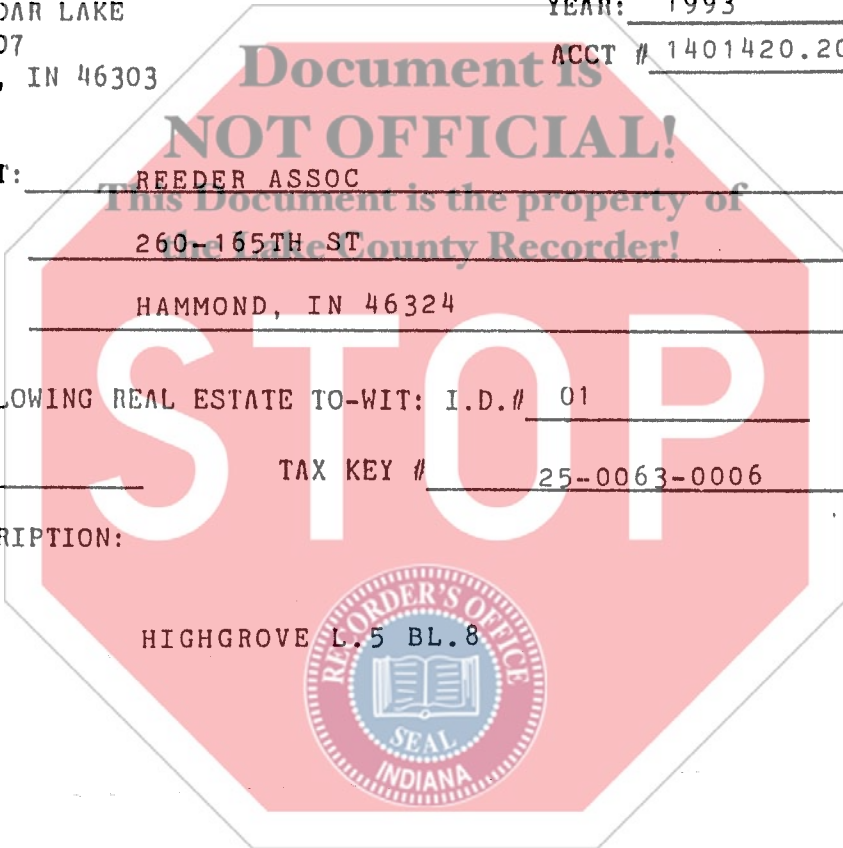 DAR LAKE
YEAR: 1993
07
ACCT # 1401420.20
, IN 46303
Document is
NOT OFFICIAL!
T: REEDER ASSOC
This Document is the property of
260-165TH ST
the Lake County Recorder!
HAMMOND, IN 46324
STOP
LOWING REAL ESTATE TO-WIT: I.D.# 01
TAX KEY # 25-0063-0006
RIPTION:
HIGHGROVE L.5 BL.8
RECORDER'S OFFICE
SEAL
INDIANA